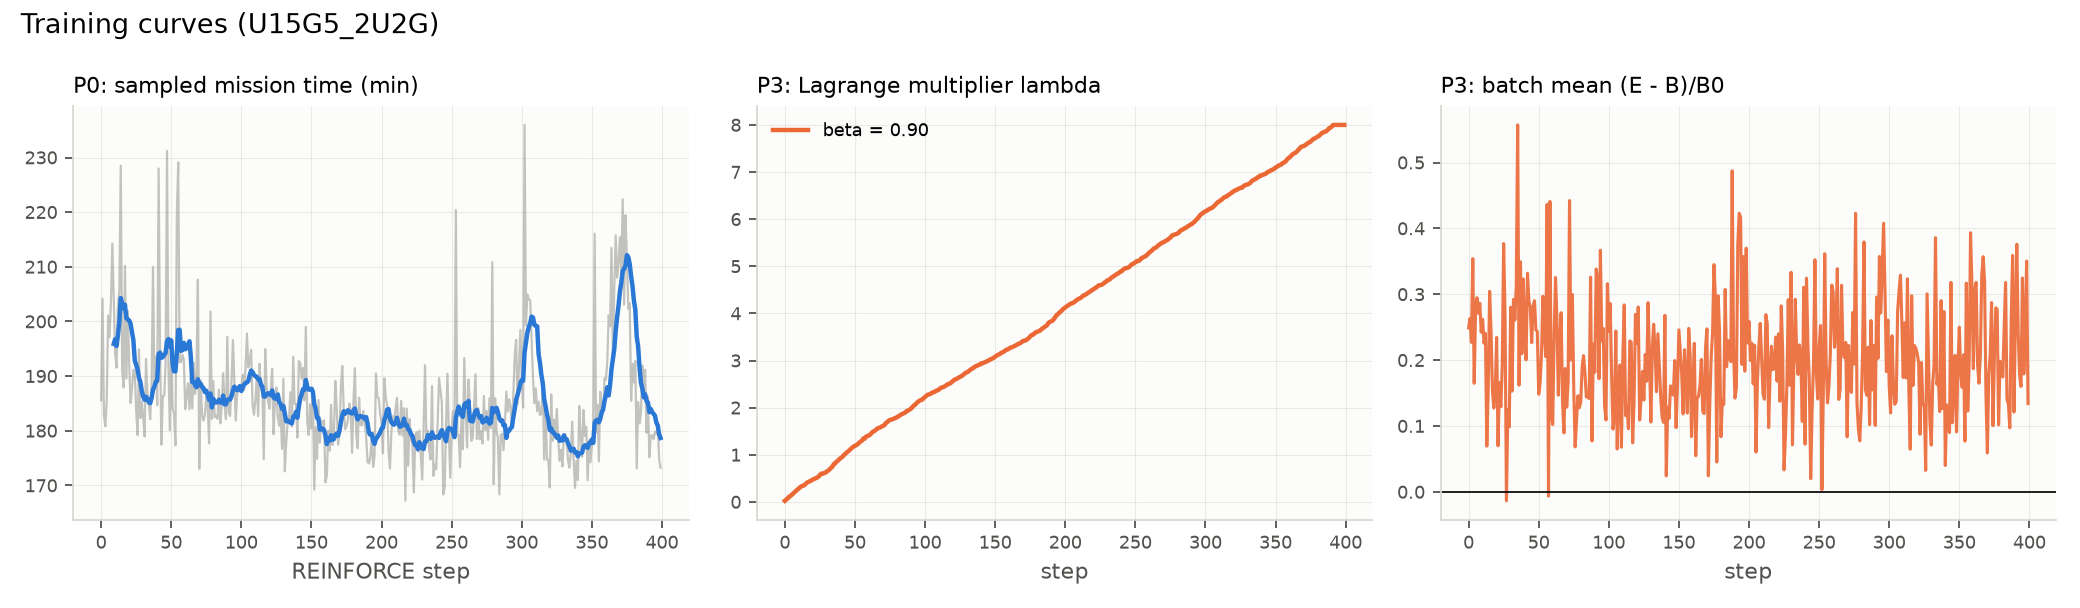 Training curves (U15G5_2U2G)
P0: sampled mission time (min)
230
220
210
200
190
180
170
0 50 100 150 200 250 300 350 400
REINFORCE step
P3: Lagrange multiplier lambda
beta = 0.90
8
7
6
5
4
3
2
1
0
0 50 100 150 200 250 300 350 400
step
P3: batch mean (E - B)/B0
0.5
0.4
0.3
0.2
0.1
0.0
0 50 100 150 200 250 300 350 400
step